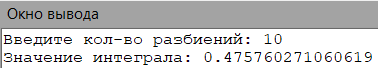 Окно вывода
Введите кол-во разбиений: 10
Значение интеграла: 0.475760271060619